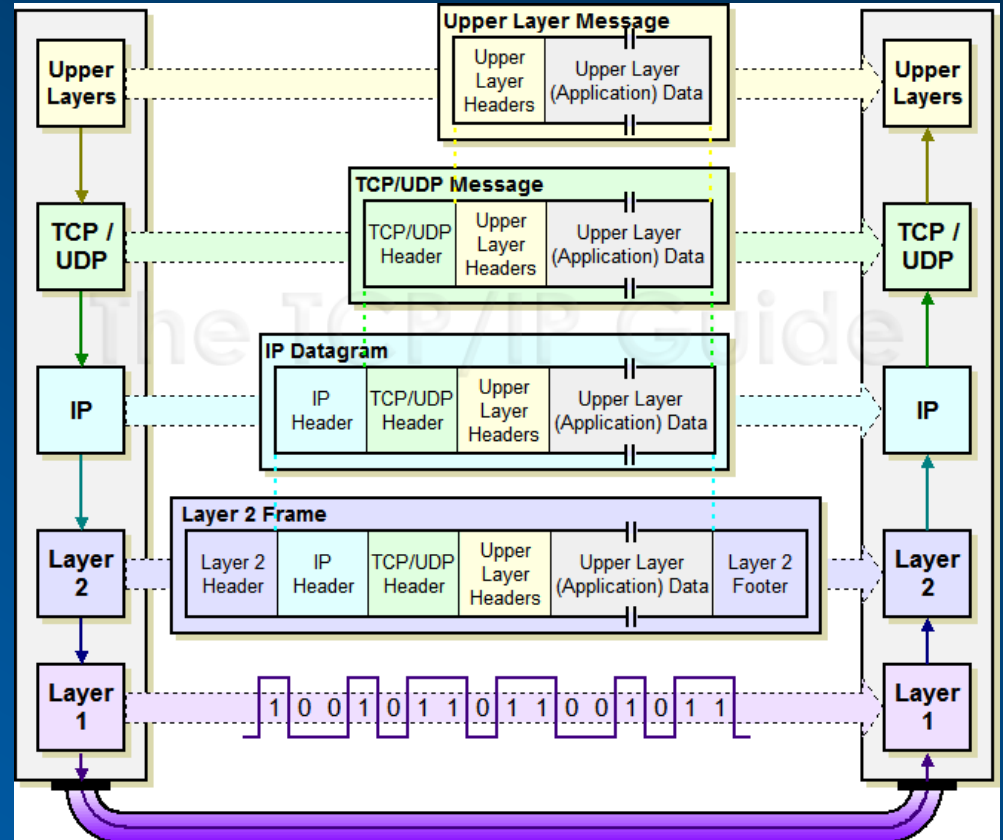 Upper Layer Message
Upper
Layers
Upper
Layer
Headers
Upper Layer
(Application) Data
Upper
Layers
TCP/UDP Message
TCP /
UDP
TCP/UDP
Header
Upper
Layer
Headers
Upper Layer
(Application) Data
TCP /
UDP
The TCP/IP Guide
IP Datagram
IP
IP
Header
TCP/UDP
Header
Upper
Layer
Headers
Upper Layer
(Application) Data
IP
Layer 2 Frame
Layer
2
Layer 2
Header
IP
Header
TCP/UDP
Header
Upper
Layer
Headers
Upper Layer
(Application) Data
Layer 2
Footer
Layer
2
Layer
1
1 0 0 1 0 1 1 0 1 1 0 0 1 0 1 1
Layer
1